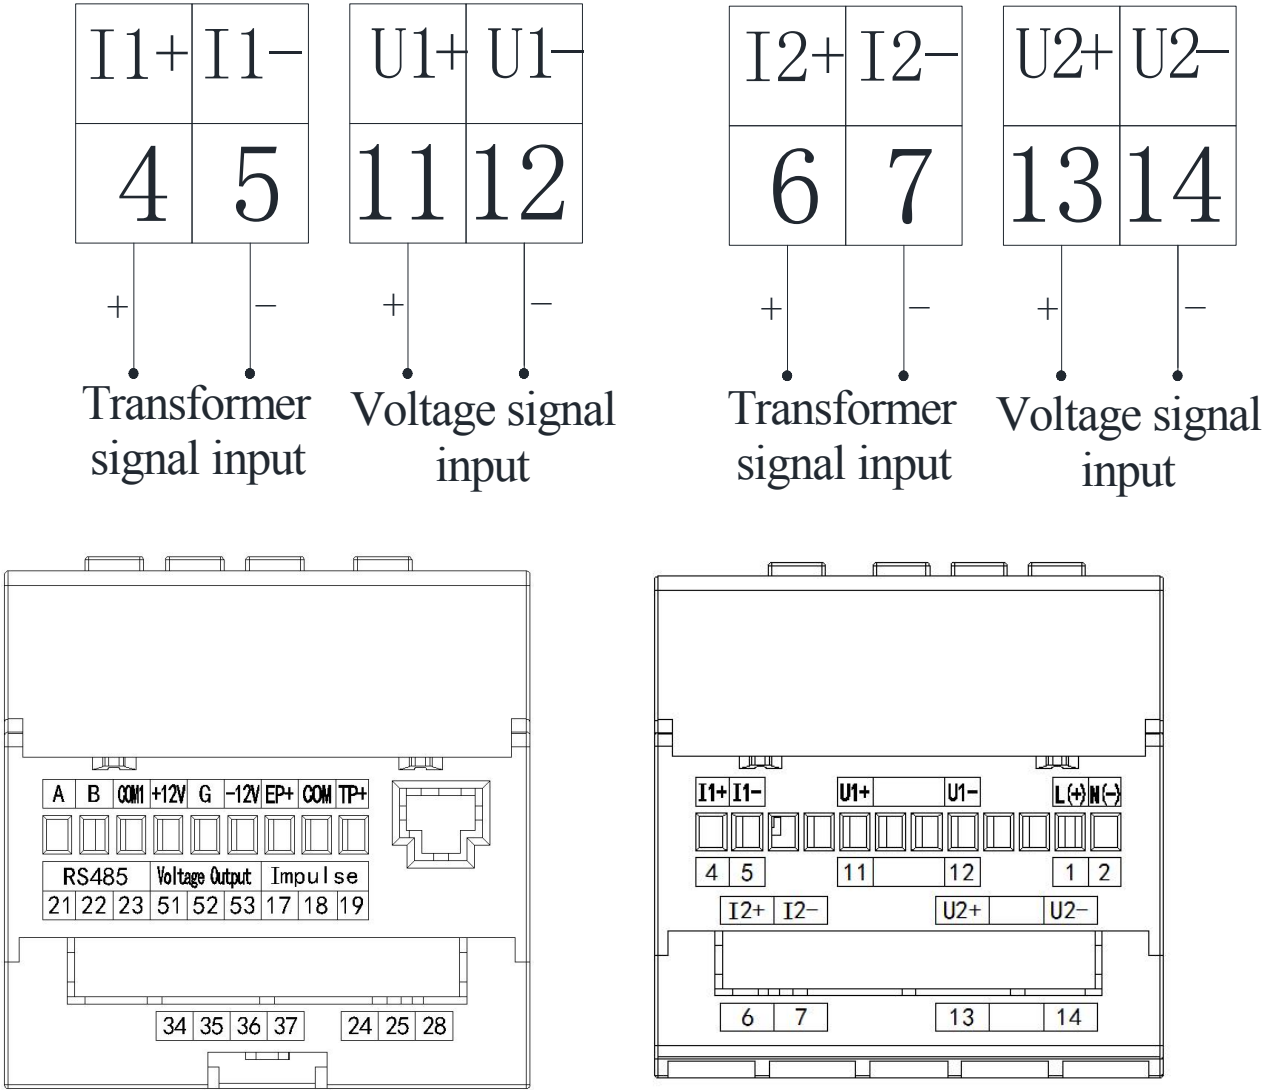 I1+ I1− U1+ U1− I2+ I2− U2+ U2−
4 5 11 12 6 7 13 14
+ − + − + − + −
Transformer signal input
Voltage signal input
Transformer signal input
Voltage signal input
A B COM1 +12V G -12V EP+ COM TP+
RS485 Voltage Output Impulse
21 22 23 51 52 53 17 18 19
34 35 36 37 24 25 28
I1+ I1- U1+ U1- L(+) N(-)
4 5 11 12 1 2
I2+ I2- U2+ U2-
6 7 13 14